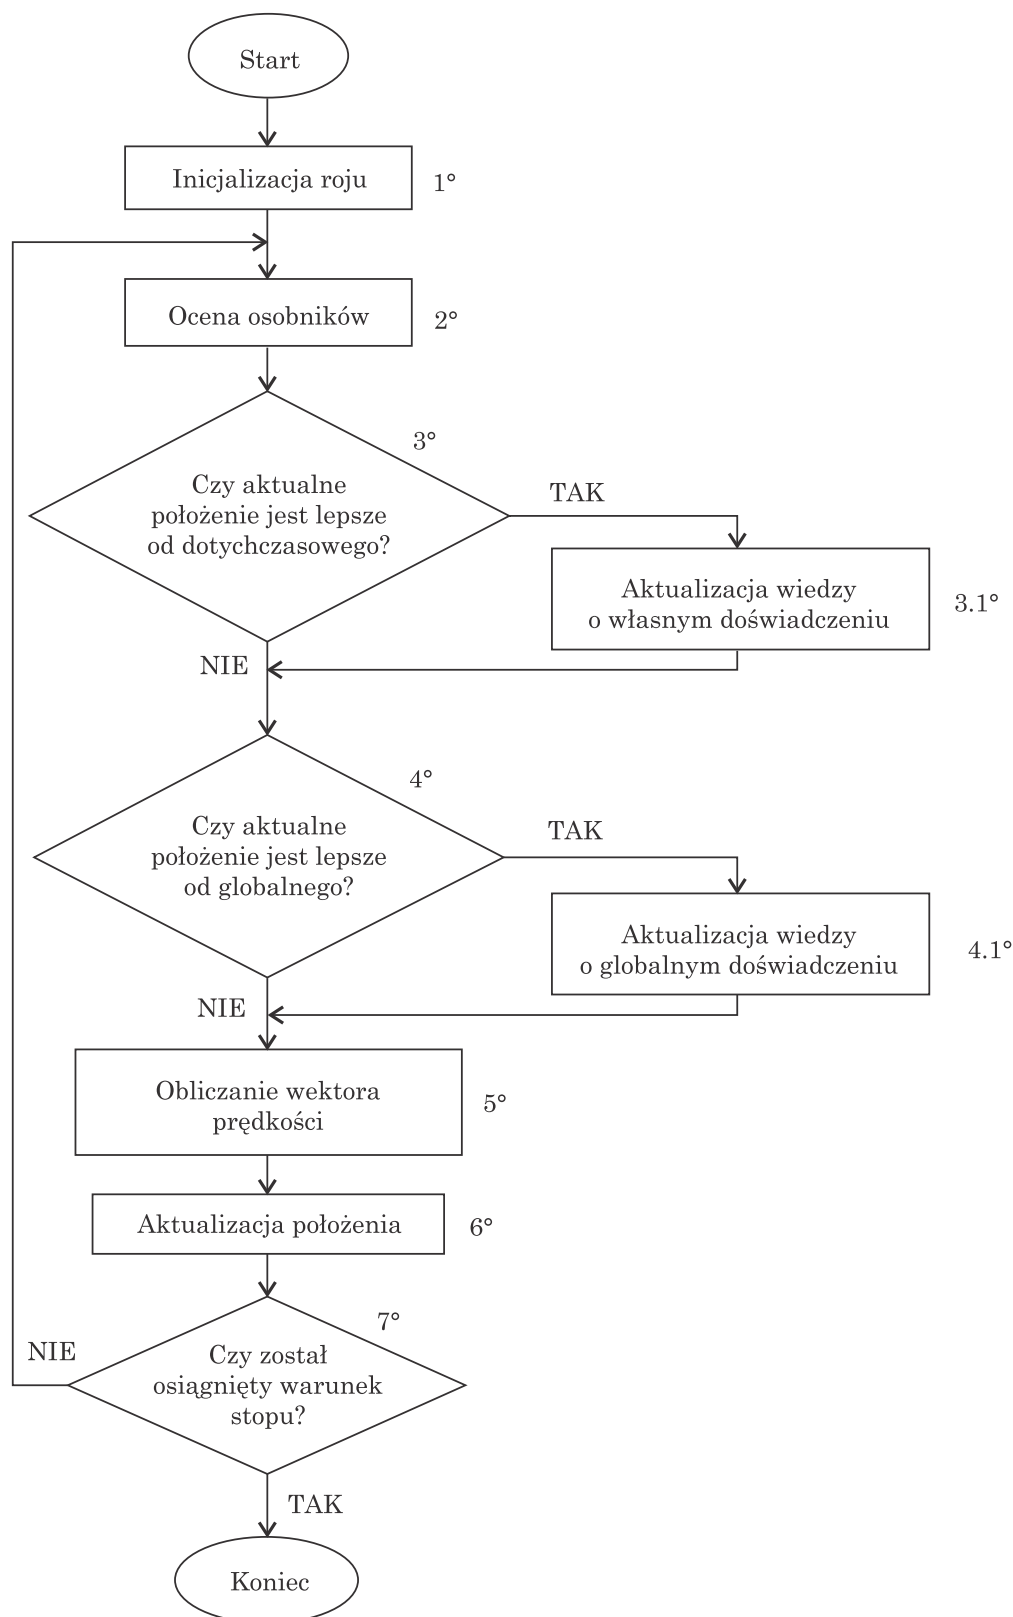 Start
Inicjalizacja roju
1°
Ocena osobników
2°
3°
Czy aktualne
położenie jest lepsze
od dotychczasowego?
TAK
Aktualizacja wiedzy
o własnym doświadczeniu
3.1°
NIE
4°
Czy aktualne
położenie jest lepsze
od globalnego?
TAK
Aktualizacja wiedzy
o globalnym doświadczeniu
4.1°
NIE
Obliczanie wektora
prędkości
5°
Aktualizacja położenia
6°
7°
Czy został
osiągnięty warunek
stopu?
NIE
TAK
Koniec